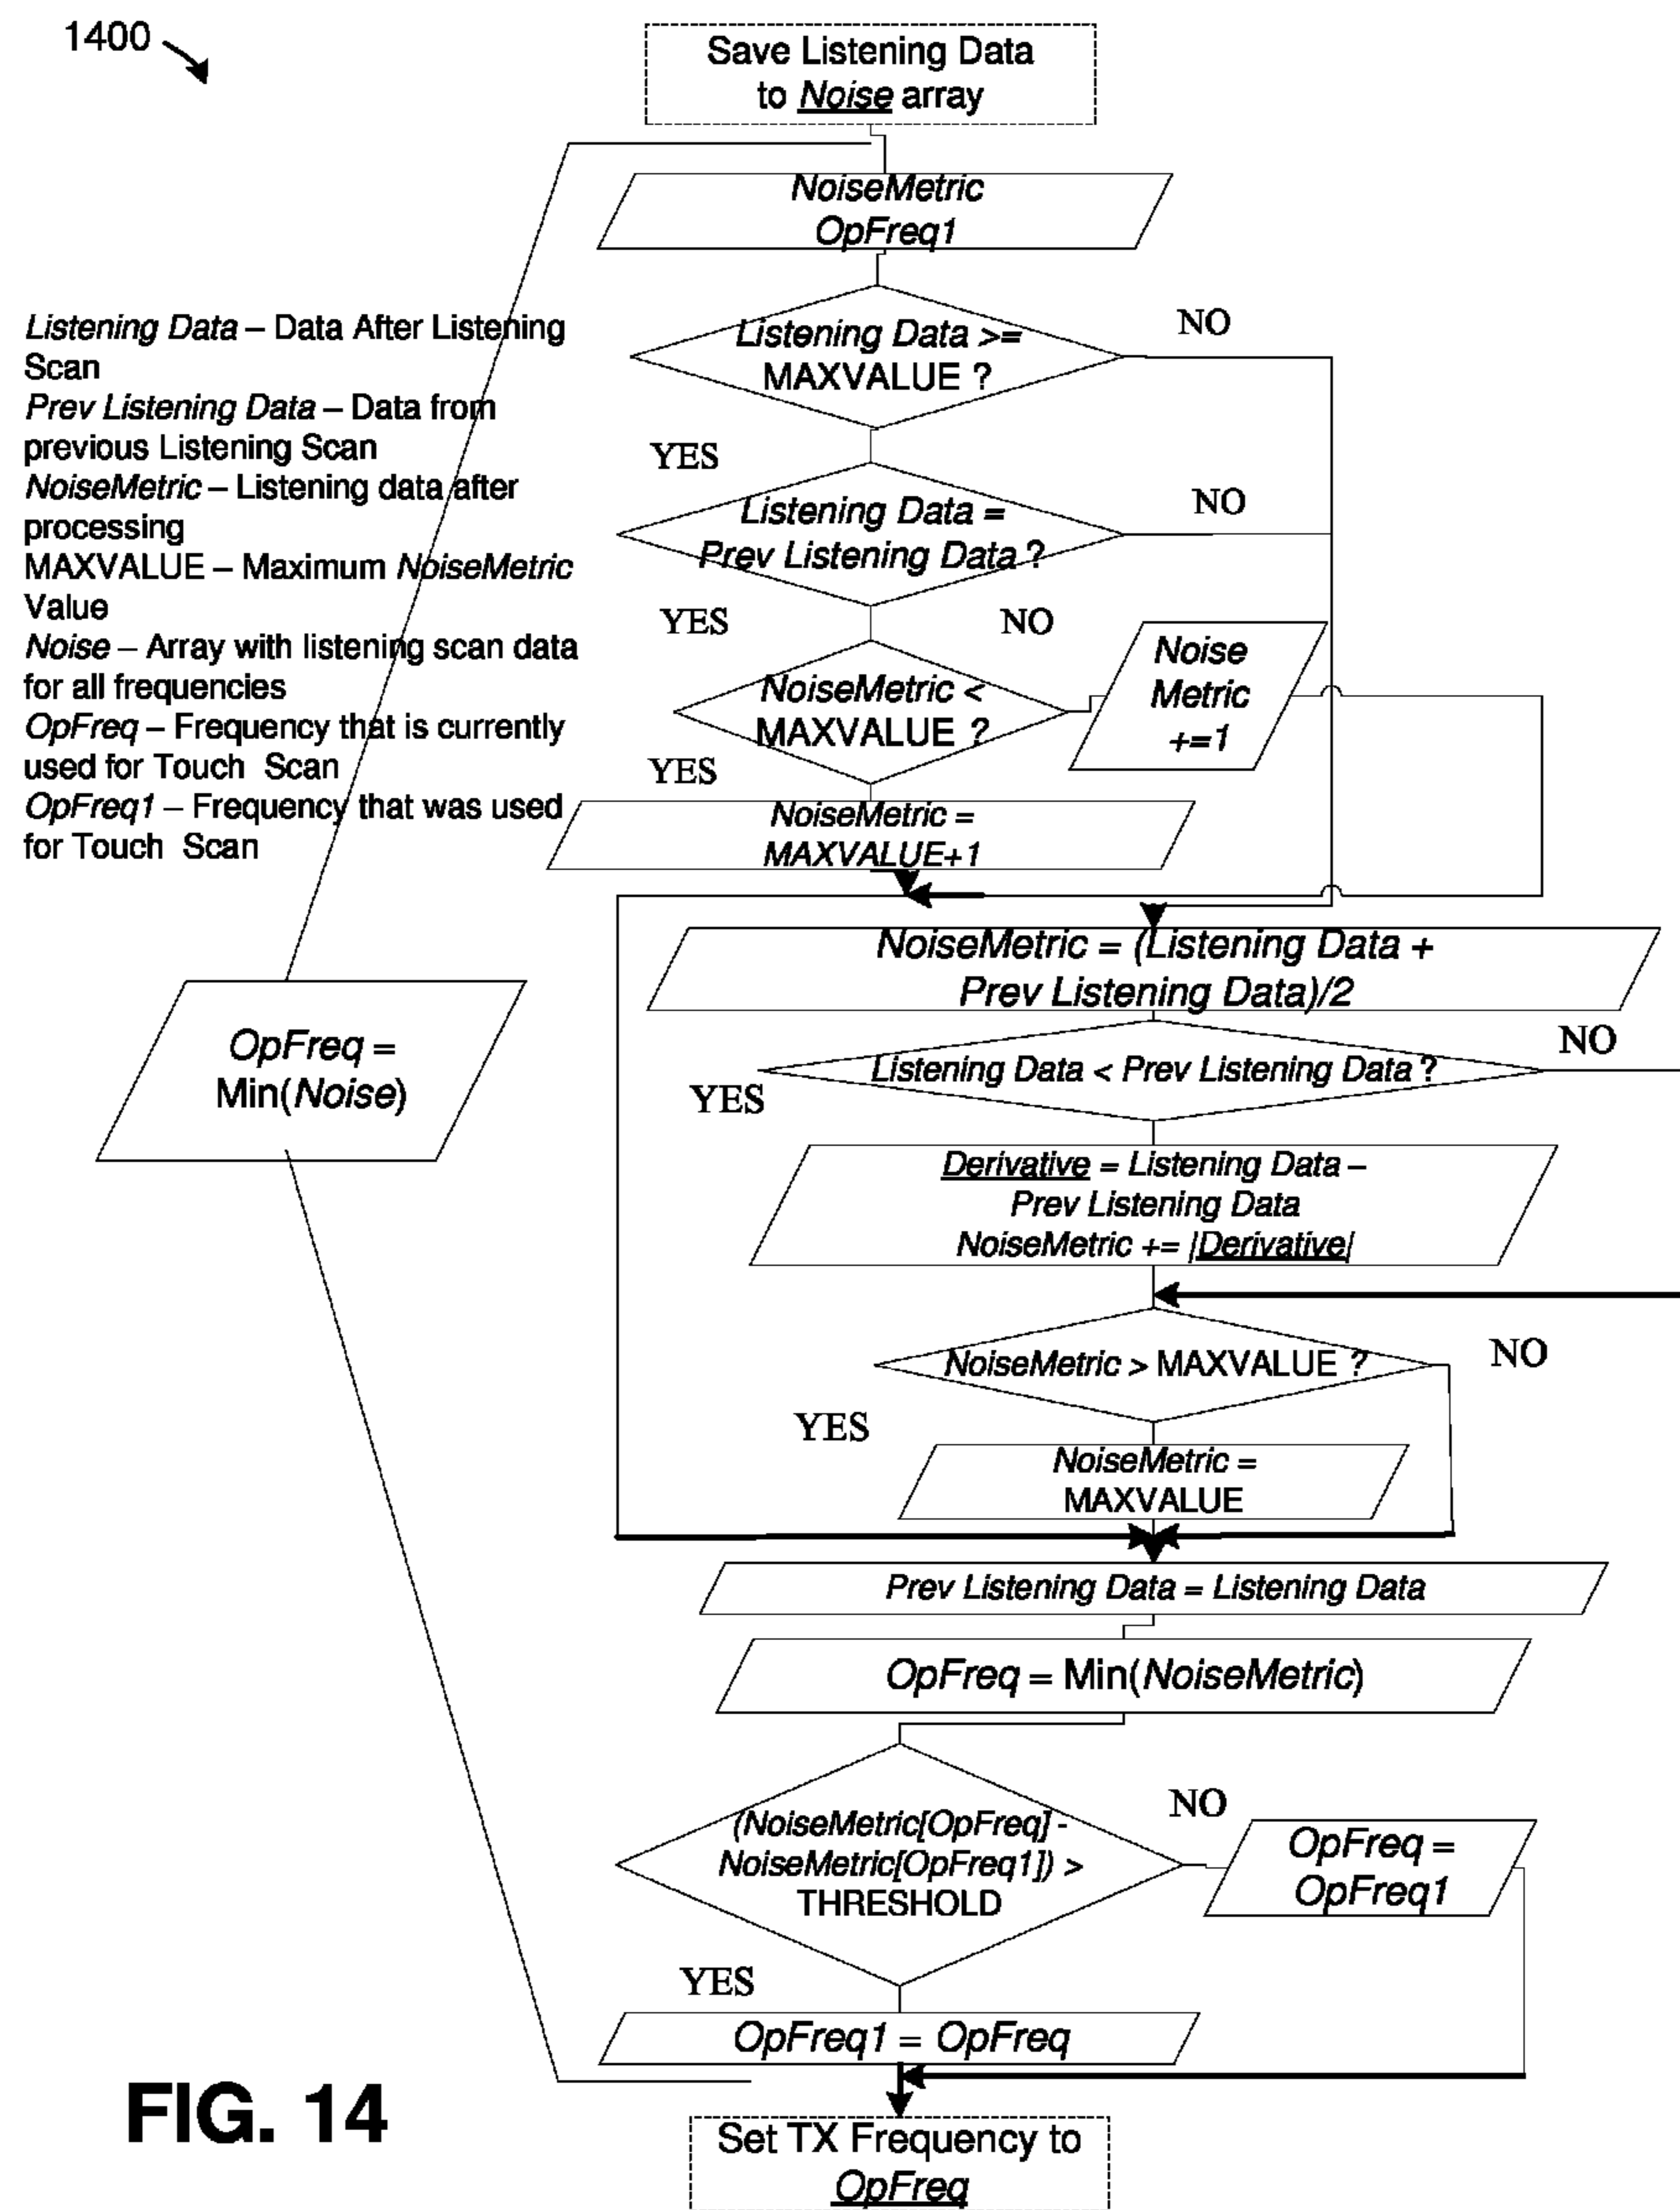 1400
Save Listening Data
to Noise array
NoiseMetric
OpFreq1
Listening Data >=
MAXVALUE ?
NO
YES
Listening Data =
Prev Listening Data ?
NO
YES
NO
NoiseMetric <
MAXVALUE ?
Noise
Metric
+=1
YES
NoiseMetric =
MAXVALUE+1
Listening Data – Data After Listening
Scan
Prev Listening Data – Data from
previous Listening Scan
NoiseMetric – Listening data after
processing
MAXVALUE – Maximum NoiseMetric
Value
Noise – Array with listening scan data
for all frequencies
OpFreq – Frequency that is currently
used for Touch Scan
OpFreq1 – Frequency that was used
for Touch Scan
OpFreq =
Min(Noise)
NoiseMetric = (Listening Data +
Prev Listening Data)/2
Listening Data < Prev Listening Data ?
NO
YES
Derivative = Listening Data –
Prev Listening Data
NoiseMetric += |Derivative|
NoiseMetric > MAXVALUE ?
NO
YES
NoiseMetric =
MAXVALUE
Prev Listening Data = Listening Data
OpFreq = Min(NoiseMetric)
(NoiseMetric[OpFreq] -
NoiseMetric[OpFreq1]) >
THRESHOLD
NO
OpFreq =
OpFreq1
YES
OpFreq1 = OpFreq
Set TX Frequency to
OpFreq
FIG. 14